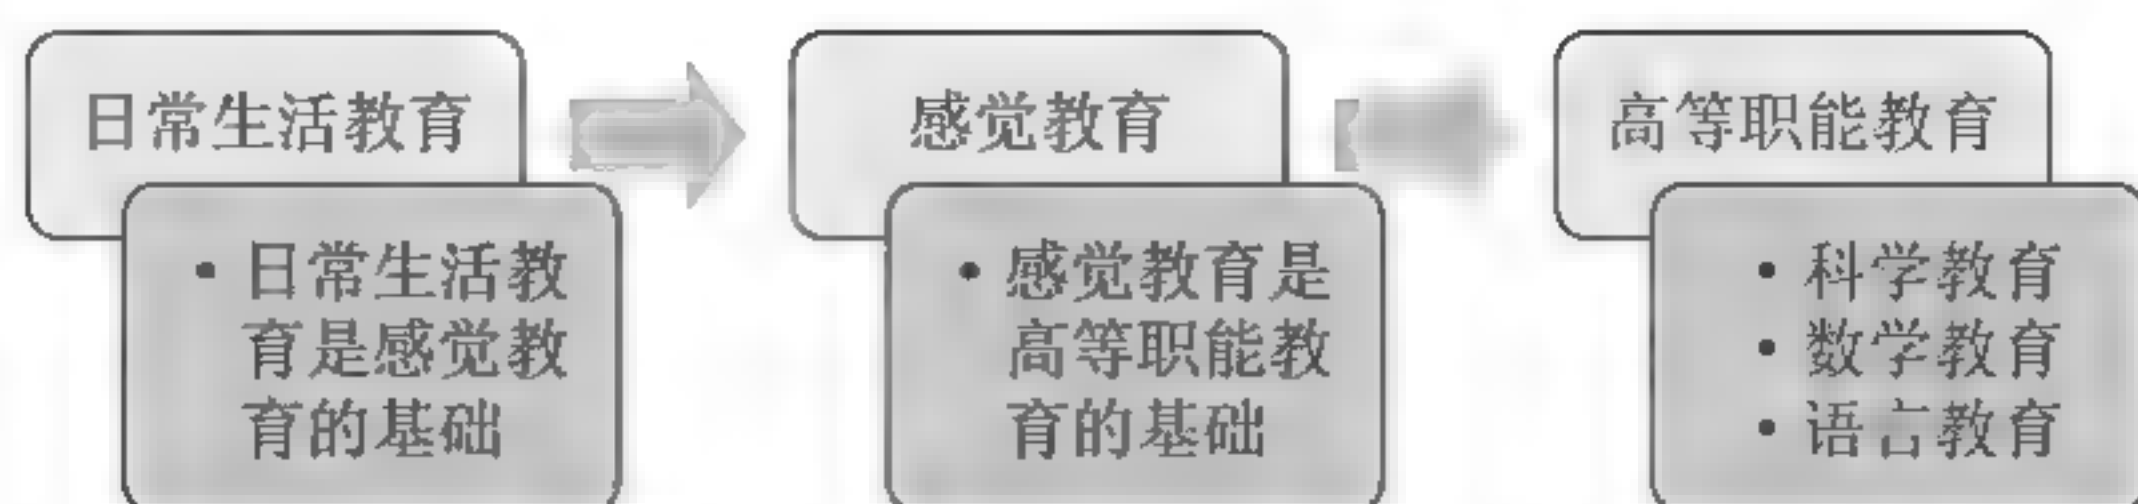 日常生活教育
• 日常生活教
育是感觉教
育的基础
感觉教育
• 感觉教育是
高等职能教
育的基础
高等职能教育
• 科学教育
• 数学教育
• 语言教育